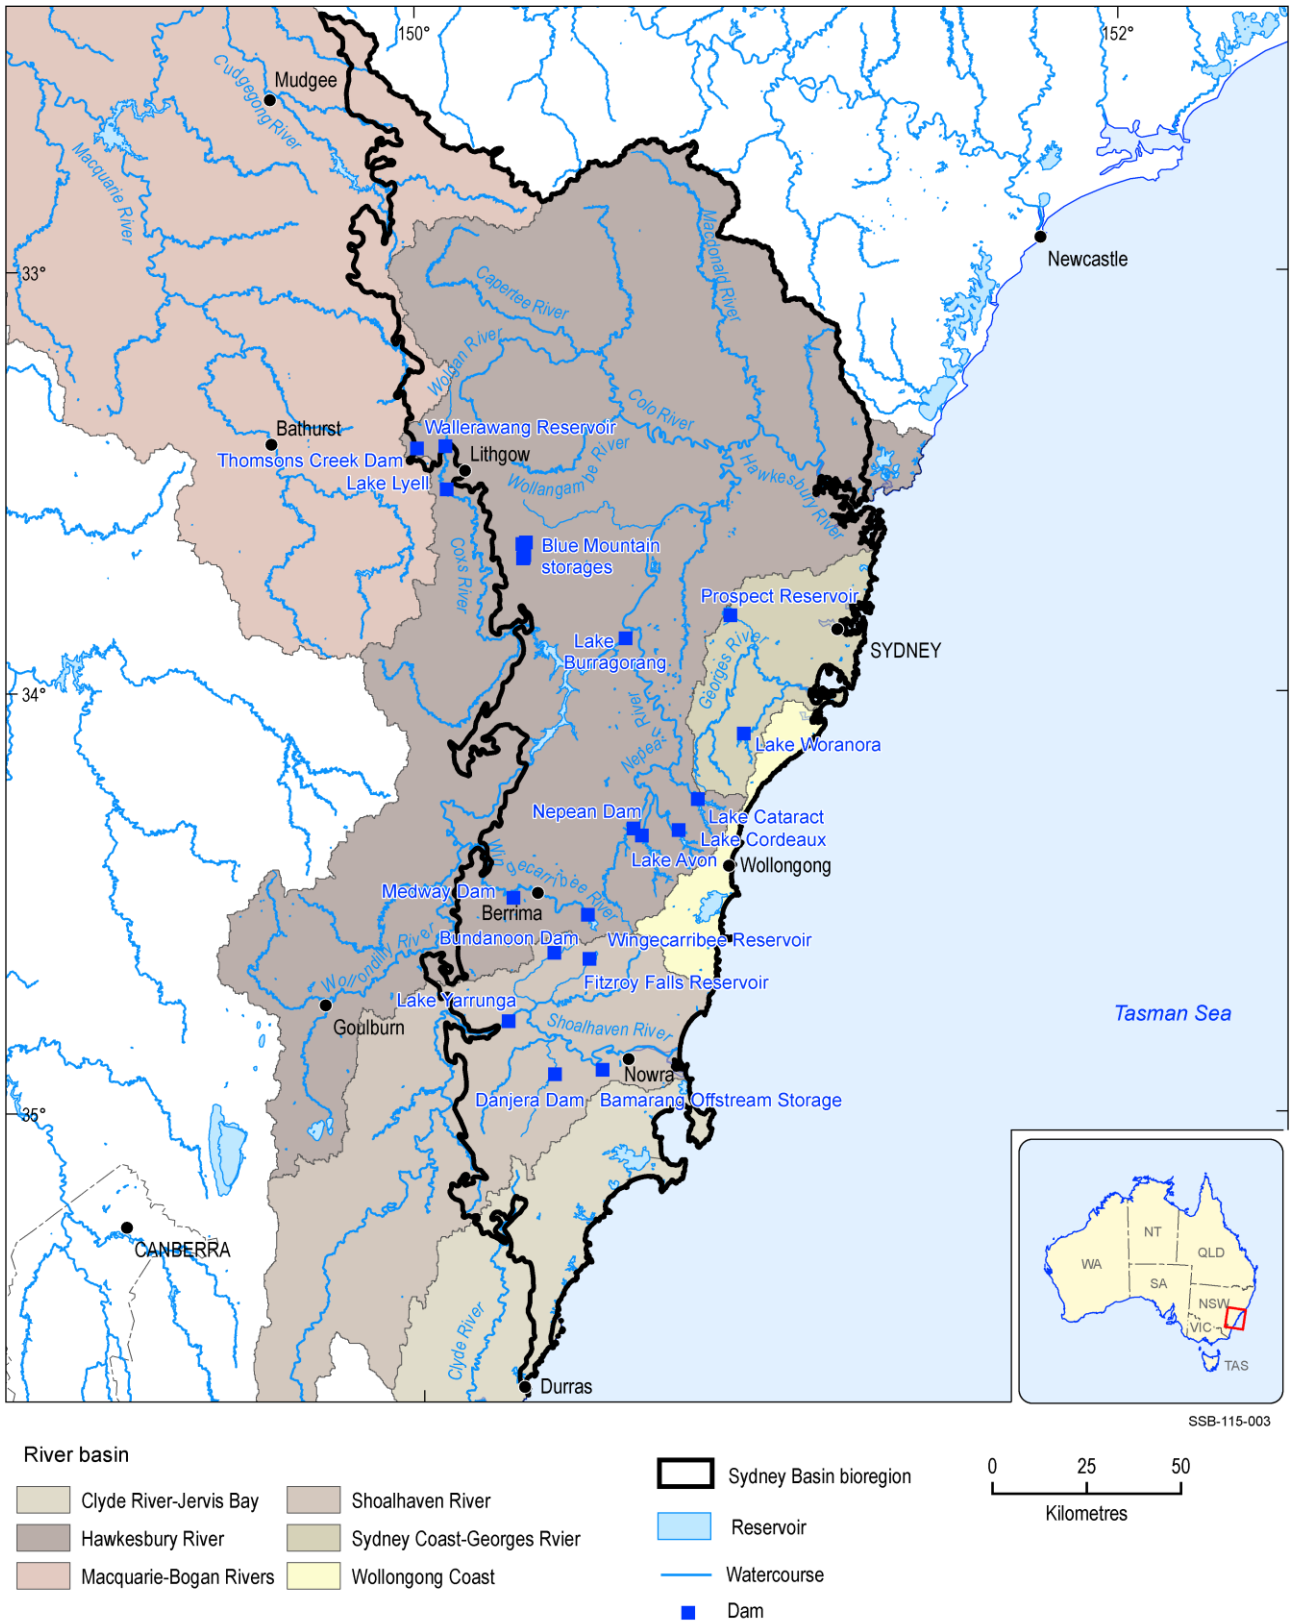 150°
152°
Mudgee
Cudgegong River
Macquarie River
Macdonald River
Newcastle
33°
Capertee River
Wolgan River
Colo River
Bathurst
Wallerawang Reservoir
Thomsons Creek Dam
Lithgow
Lake Lyell
Wollangambe River
Hawkesbury River
Coxs River
Blue Mountain
storages
Prospect Reservoir
Lake
Burragorang
SYDNEY
Georges River
34°
Nepean River
Lake Woranora
Nepean Dam
Lake Cataract
Lake Cordeaux
Lake Avon
Wollongong
Wingecarribee River
Medway Dam
Berrima
Bundanoon Dam
Wingecarribee Reservoir
Wollondilly River
Fitzroy Falls Reservoir
Lake Yarrunga
Goulburn
Shoalhaven River
Tasman Sea
Nowra
Danjera Dam
Bamarang Offstream Storage
35°
CANBERRA
Clyde River
Durras
NT
QLD
WA
SA
NSW
VIC
TAS
SSB-115-003
River basin
Clyde River-Jervis Bay
Hawkesbury River
Macquarie-Bogan Rivers
Shoalhaven River
Sydney Coast-Georges Rvier
Wollongong Coast
Sydney Basin bioregion
Reservoir
Watercourse
Dam
0 25 50
Kilometres